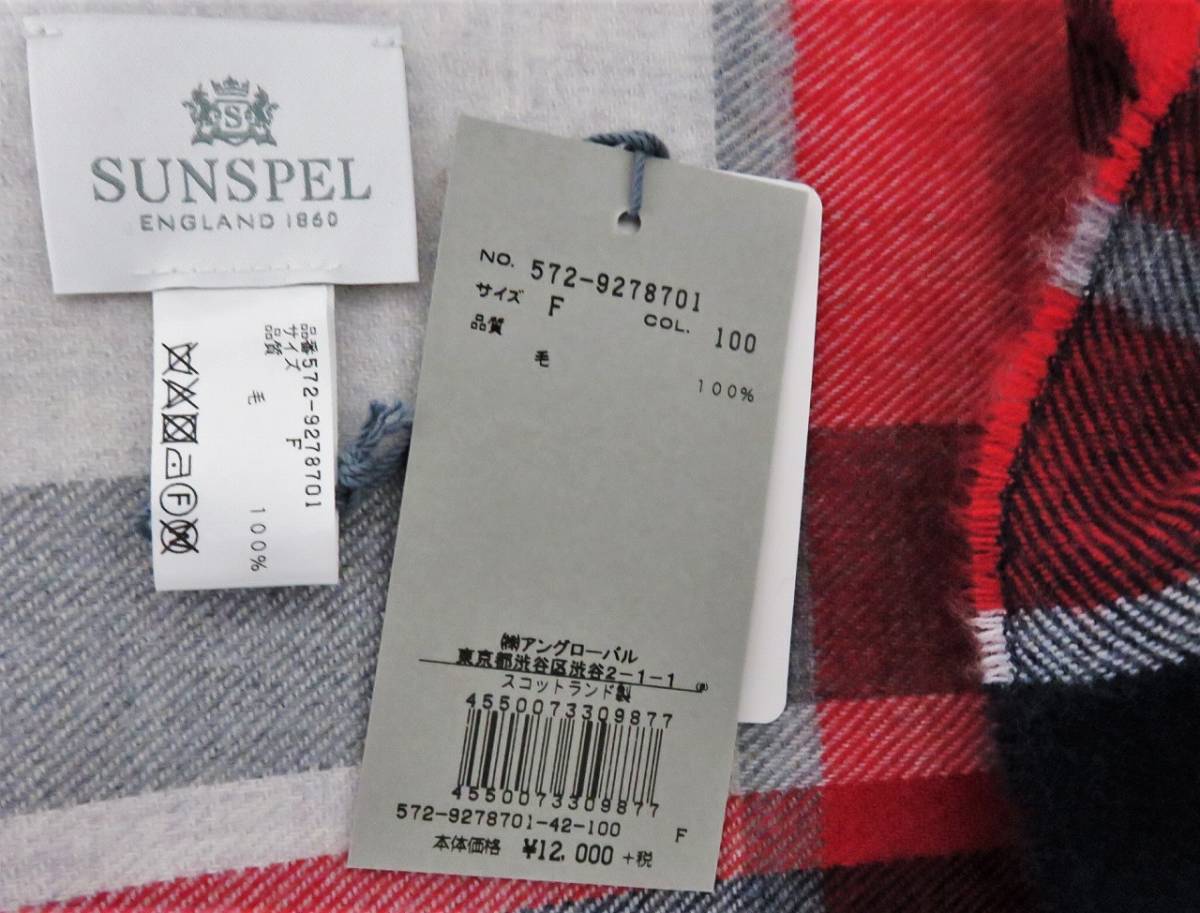 S
SUNSPEL
ENGLAND 1860
品番572-9278701
サイズ F
品質
毛 100%
F
NO. 572-9278701
サイズ F COL. 100
品質
毛 100%
㈱アングローバル
東京都渋谷区渋谷2-1-1
スコットランド製
4550073309877
4550073309877
572-9278701-42-100 F
本体価格 ¥12,000 +税